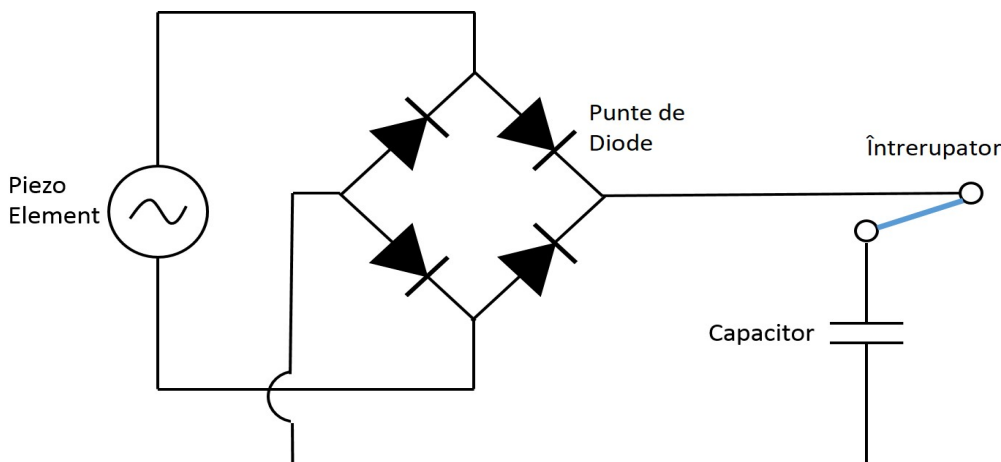 Punte de
Diode
Întrerupator
Piezo
Element
Capacitor